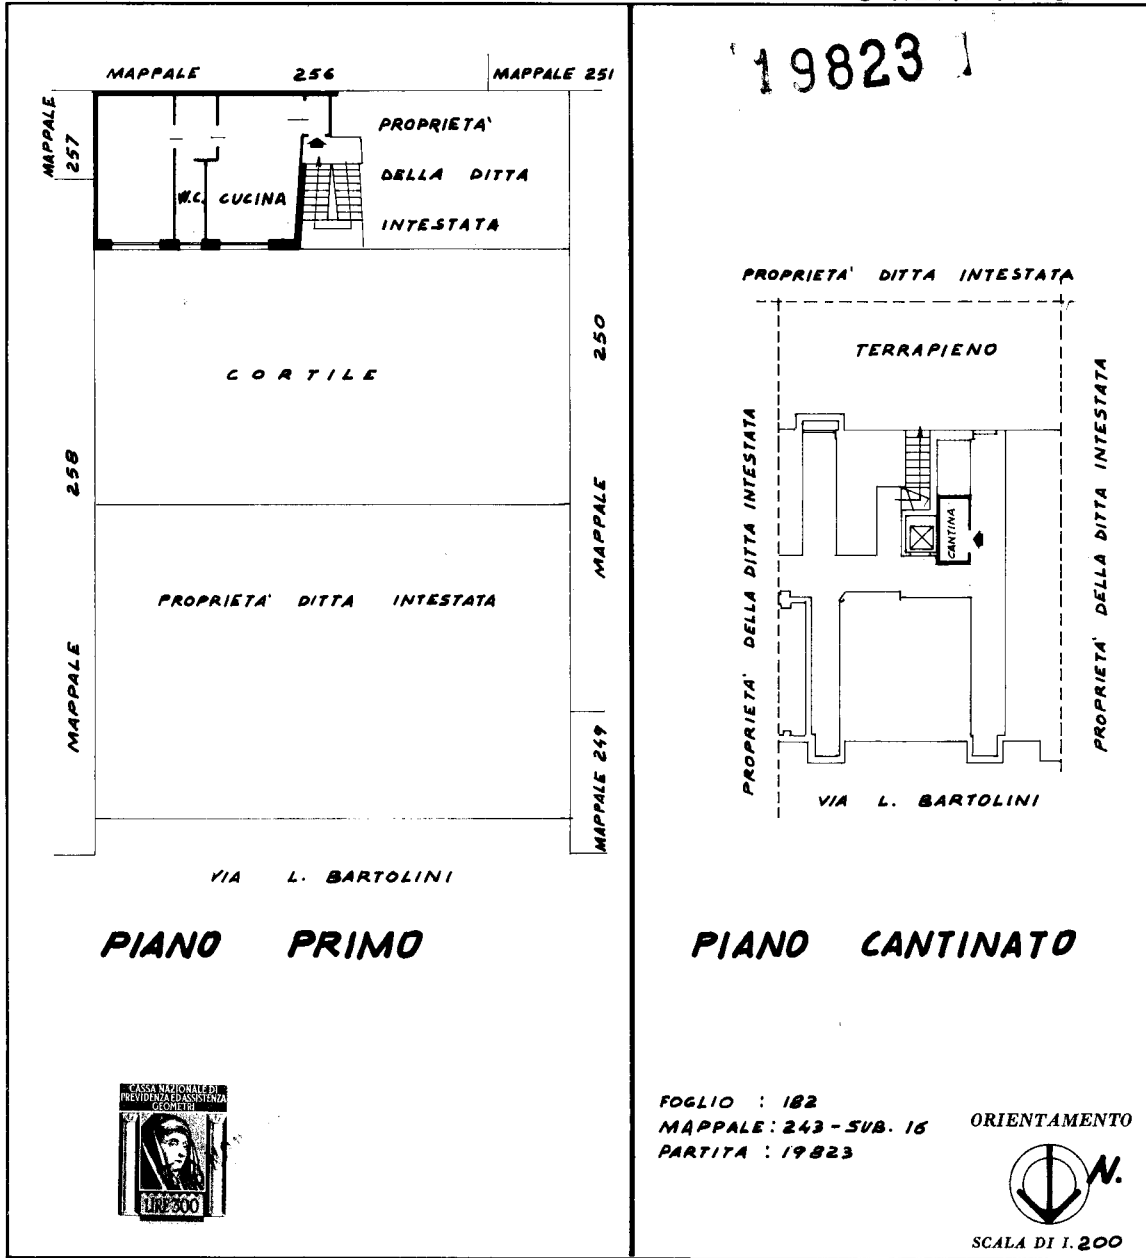 MAPPALE 256
MAPPALE 251
MAPPALE 257
PROPRIETA'
DELLA DITTA
INTESTATA
W.C. CUCINA
CORTILE
MAPPALE 258
MAPPALE 250
PROPRIETA' DITTA INTESTATA
MAPPALE 249
VIA L. BARTOLINI
PIANO PRIMO
CASSA NAZIONALE DI
PREVIDENZA ED ASSISTENZA
GEOMETRI
LIRE 300
19823
PROPRIETA' DITTA INTESTATA
TERRAPIENO
PROPRIETA' DELLA DITTA INTESTATA
CANTINA
PROPRIETA' DELLA DITTA INTESTATA
VIA L. BARTOLINI
PIANO CANTINATO
FOGLIO : 182
MAPPALE : 243 - SUB. 16
PARTITA : 19823
ORIENTAMENTO
N.
SCALA DI 1. 200